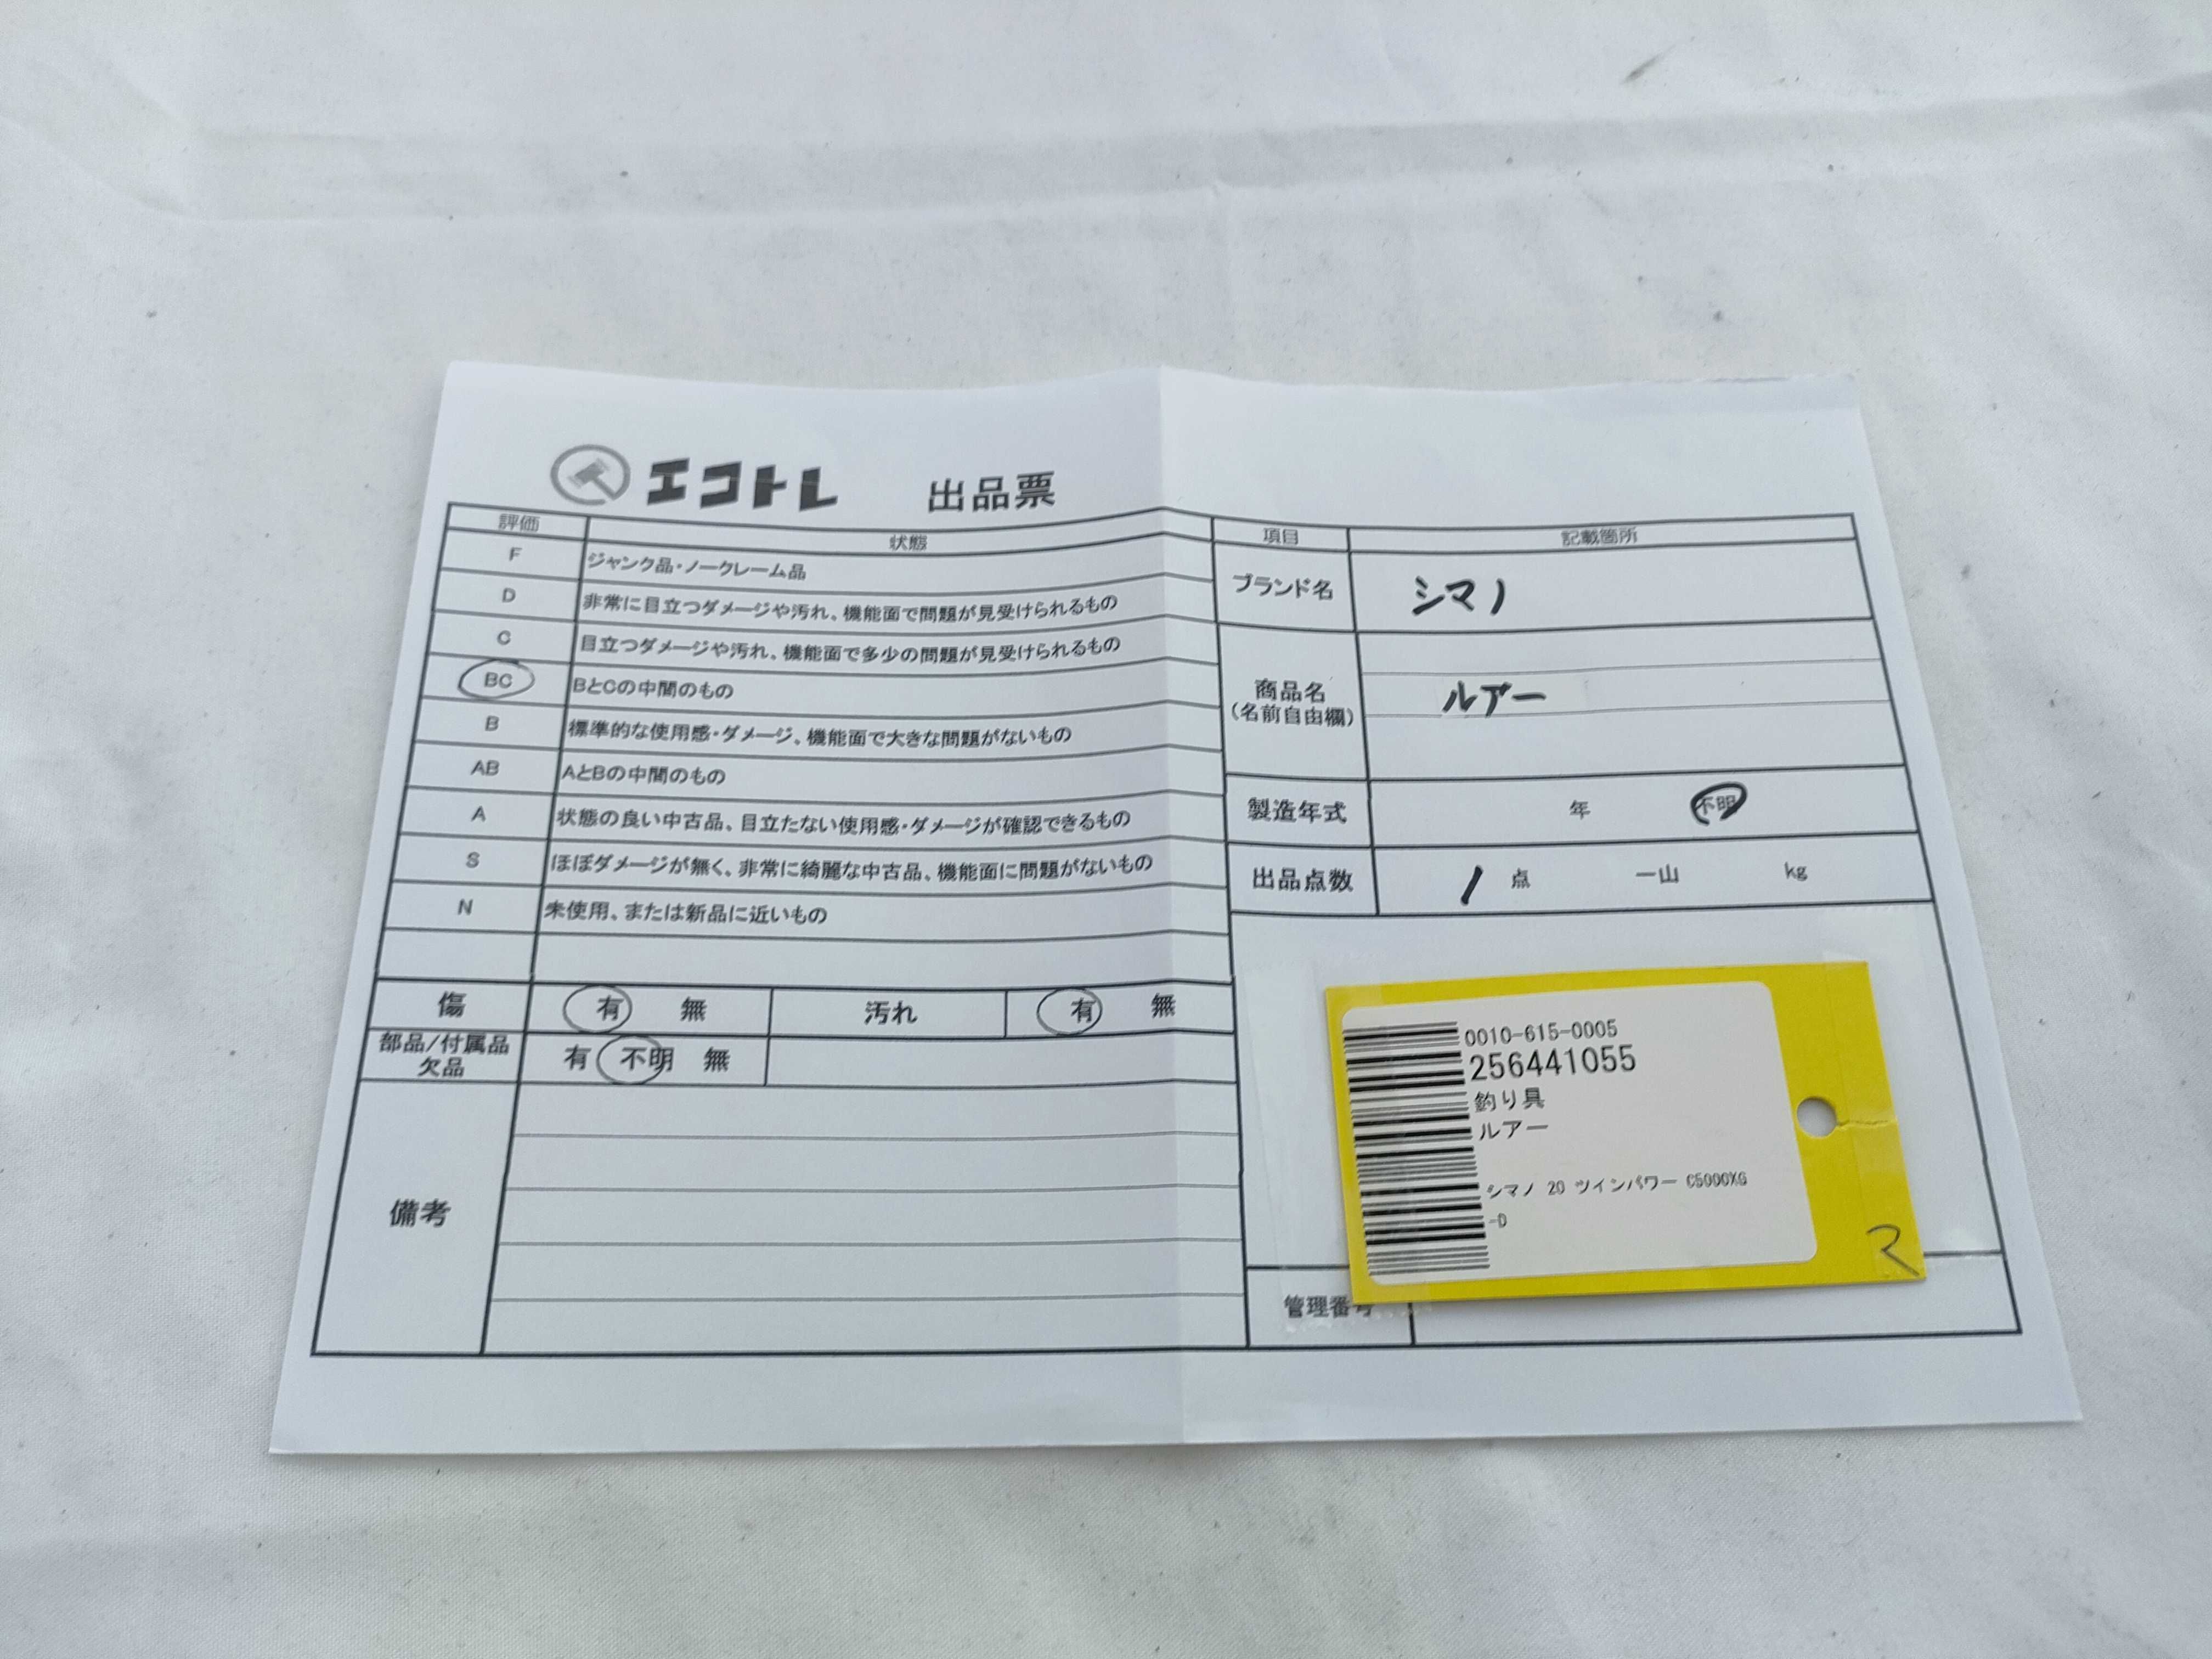 エコトレ 出品票
評価 状態
F ジャンク品・ノークレーム品
D 非常に目立つダメージや汚れ、機能面で問題が見受けられるもの
C 目立つダメージや汚れ、機能面で多少の問題が見受けられるもの
BC BとCの中間のもの
B 標準的な使用感・ダメージ、機能面で大きな問題がないもの
AB AとBの中間のもの
A 状態の良い中古品、目立たない使用感・ダメージが確認できるもの
S ほぼダメージが無く、非常に綺麗な中古品、機能面に問題がないもの
N 未使用、または新品に近いもの
傷 有 無 汚れ 有 無
部品/付属品
欠品 有 不明 無
備考
項目 記載箇所
ブランド名 シマノ
商品名
(名前自由欄) ルアー
製造年式 年 不明
出品点数 1 点 一山 kg
0010-615-0005
256441055
釣り具
ルアー
シマノ 20 ツインパワー C5000XG
-D
管理番号